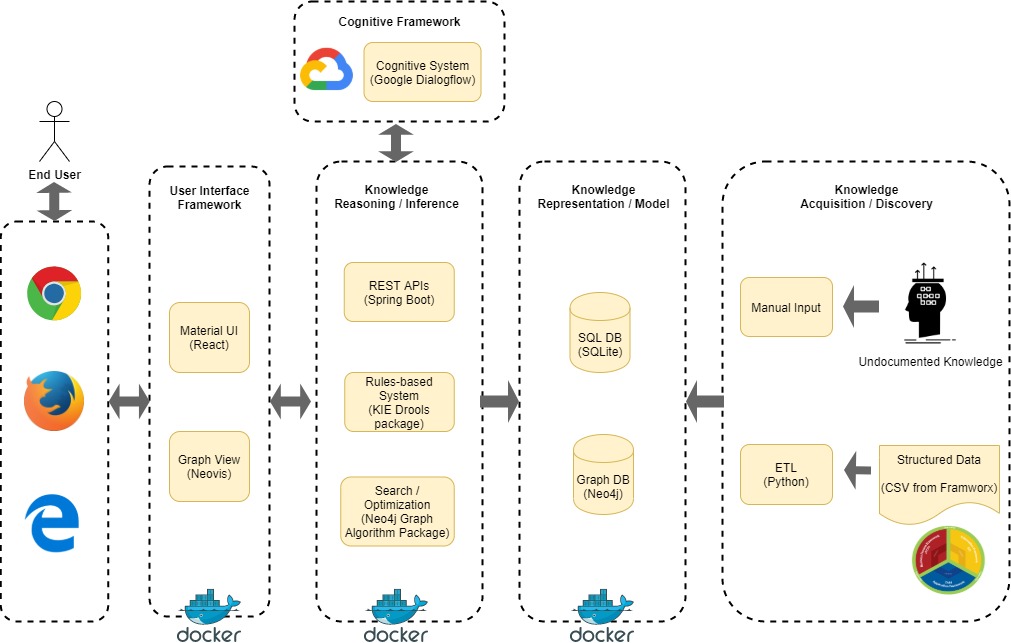 Cognitive Framework
Cognitive System
(Google Dialogflow)
End User
User Interface
Framework
Material UI
(React)
Graph View
(Neovis)
docker
Knowledge
Reasoning / Inference
REST APIs
(Spring Boot)
Rules-based
System
(KIE Drools
package)
Search /
Optimization
(Neo4j Graph
Algorithm Package)
docker
Knowledge
Representation / Model
SQL DB
(SQLite)
Graph DB
(Neo4j)
docker
Knowledge
Acquisition / Discovery
Manual Input
Undocumented Knowledge
ETL
(Python)
Structured Data
(CSV from Framworx)